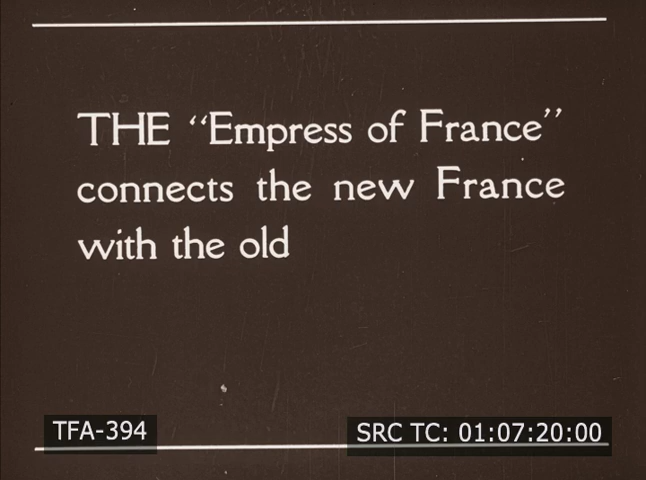 THE “Empress of France”
connects the new France
with the old
TFA-394
SRC TC: 01:07:20:00